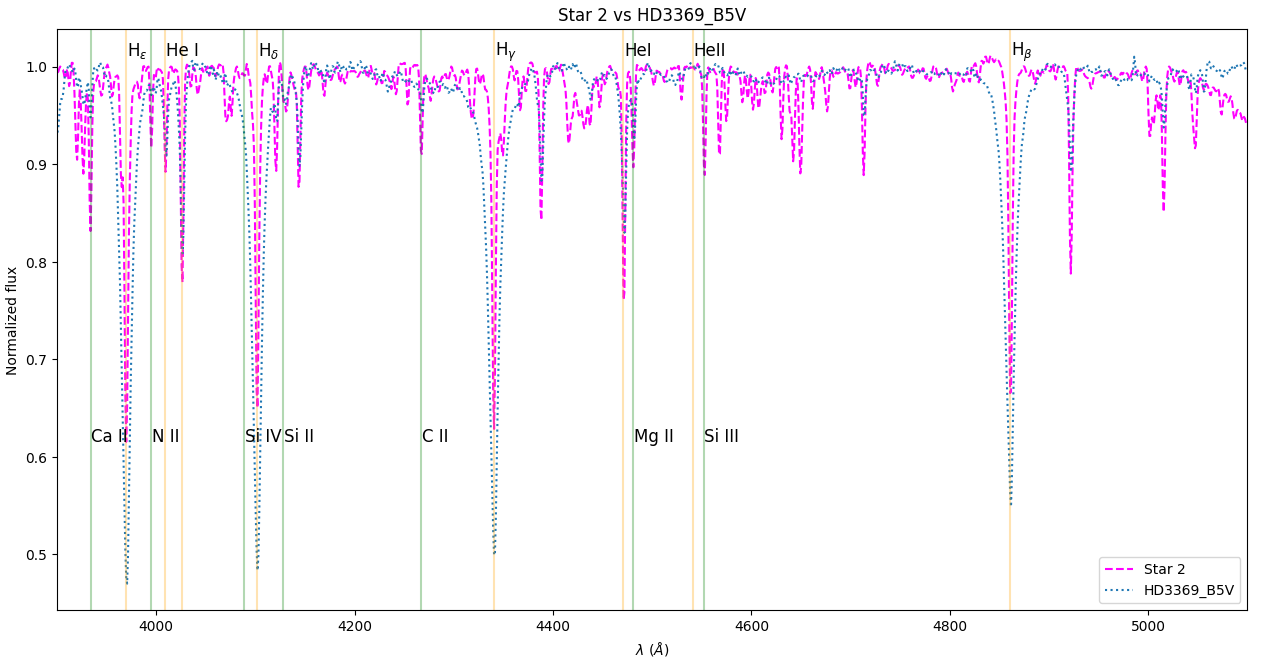 Star 2 vs HD3369_B5V
Hε He I Hδ Hγ HeI HeII Hβ
1.0
0.9
0.8
0.7
0.6
0.5
Normalized flux
Ca II N II Si IV Si II C II Mg II Si III
Star 2
HD3369_B5V
4000 4200 4400 4600 4800 5000
λ (Å)